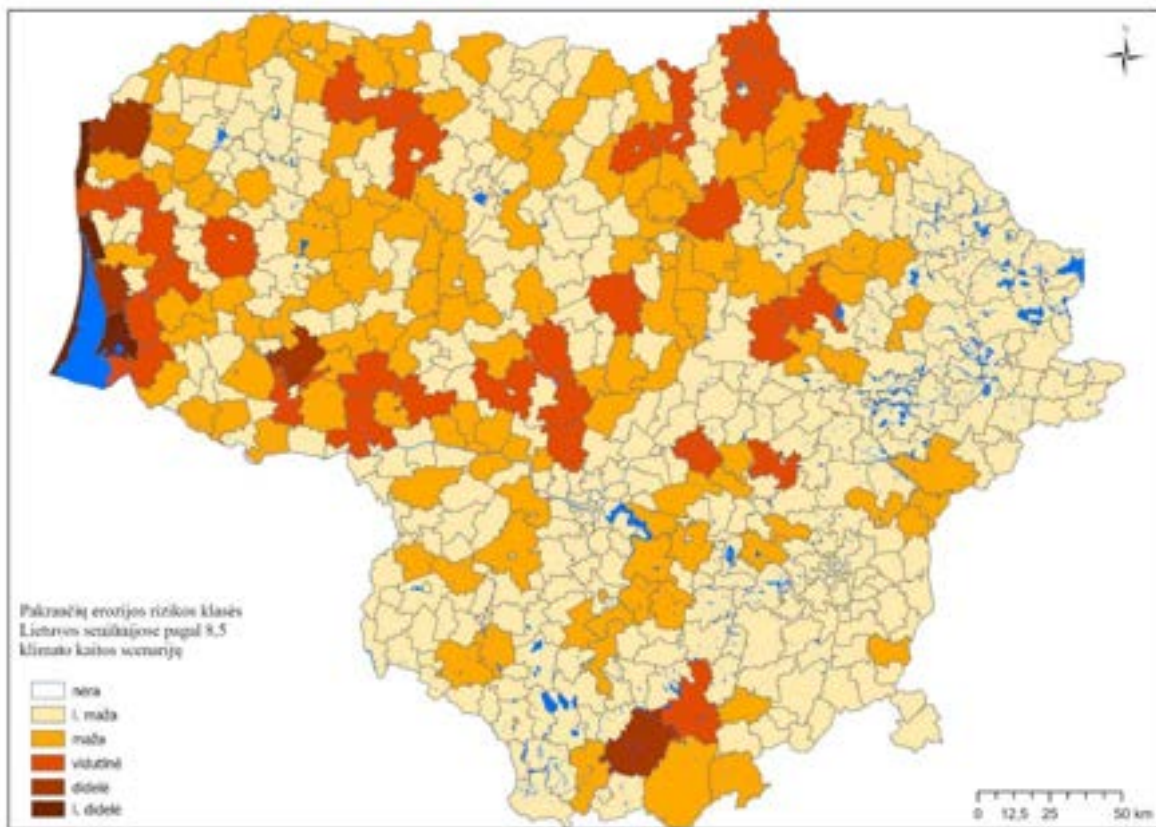 Pakrančių erozijos rizikos klasės
Lietuvos seniūnijose pagal 8,5
klimato kaitos scenarijų
nėra
l. maža
maža
vidutinė
didelė
l. didelė
0 12,5 25 50 km